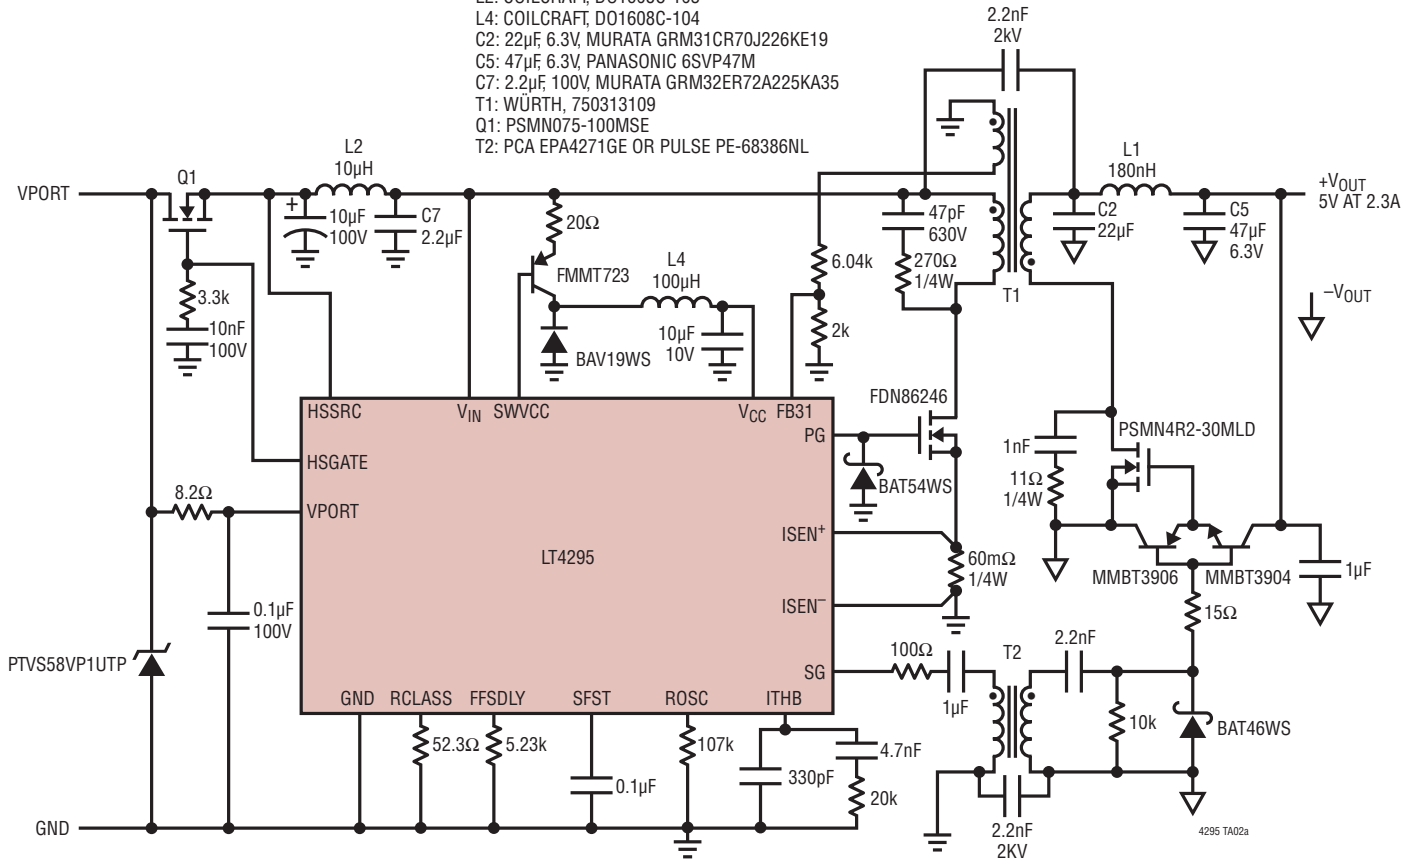 L4: COILCRAFT, DO1608C-104
C2: 22µF, 6.3V, MURATA GRM31CR70J226KE19
C5: 47µF, 6.3V, PANASONIC 6SVP47M
C7: 2.2µF, 100V, MURATA GRM32ER72A225KA35
T1: WÜRTH, 750313109
Q1: PSMN075-100MSE
T2: PCA EPA4271GE OR PULSE PE-68386NL
2.2nF
2kV
VPORT
Q1
L2
10µH
+
10µF
100V
C7
2.2µF
20Ω
FMMT723
L4
100µH
10µF
10V
BAV19WS
6.04k
2k
47pF
630V
270Ω
1/4W
T1
L1
180nH
C2
22µF
C5
47µF
6.3V
+VOUT
5V AT 2.3A
–VOUT
3.3k
10nF
100V
HSSRC
VIN
SWVCC
VCC
FB31
PG
FDN86246
BAT54WS
HSGATE
8.2Ω
VPORT
LT4295
ISEN+
60mΩ
1/4W
ISEN–
1nF
11Ω
1/4W
PSMN4R2-30MLD
MMBT3906
MMBT3904
1µF
15Ω
0.1µF
100V
PTVS58VP1UTP
SG
100Ω
1µF
T2
2.2nF
10k
BAT46WS
GND
RCLASS
FFSDLY
SFST
ROSC
ITHB
52.3Ω
5.23k
0.1µF
107k
330pF
4.7nF
20k
2.2nF
2KV
GND
4295 TA02a